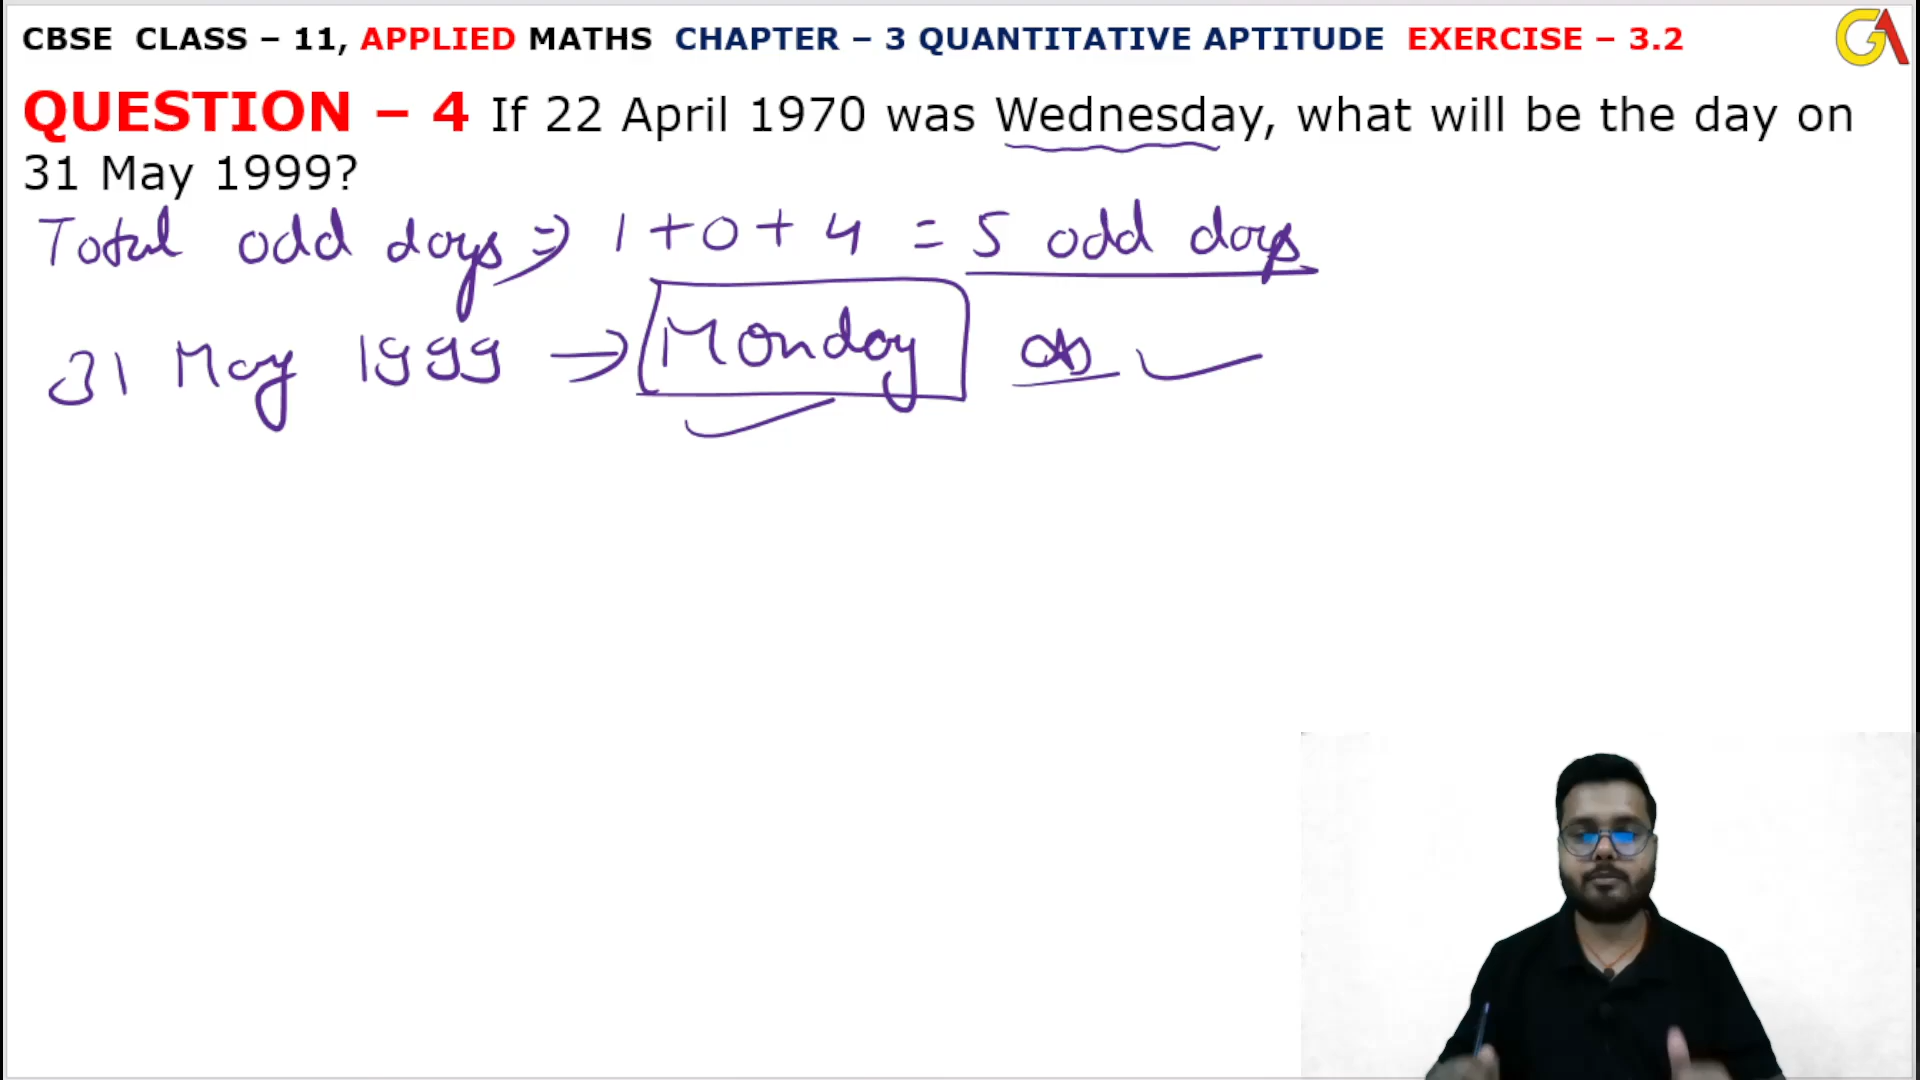 CBSE CLASS – 11, APPLIED MATHS CHAPTER – 3 QUANTITATIVE APTITUDE EXERCISE – 3.2
GA
QUESTION – 4 If 22 April 1970 was Wednesday, what will be the day on
31 May 1999?
Total odd days ⇒ 1+0+4 = 5 odd days
31 May 1999 → Monday